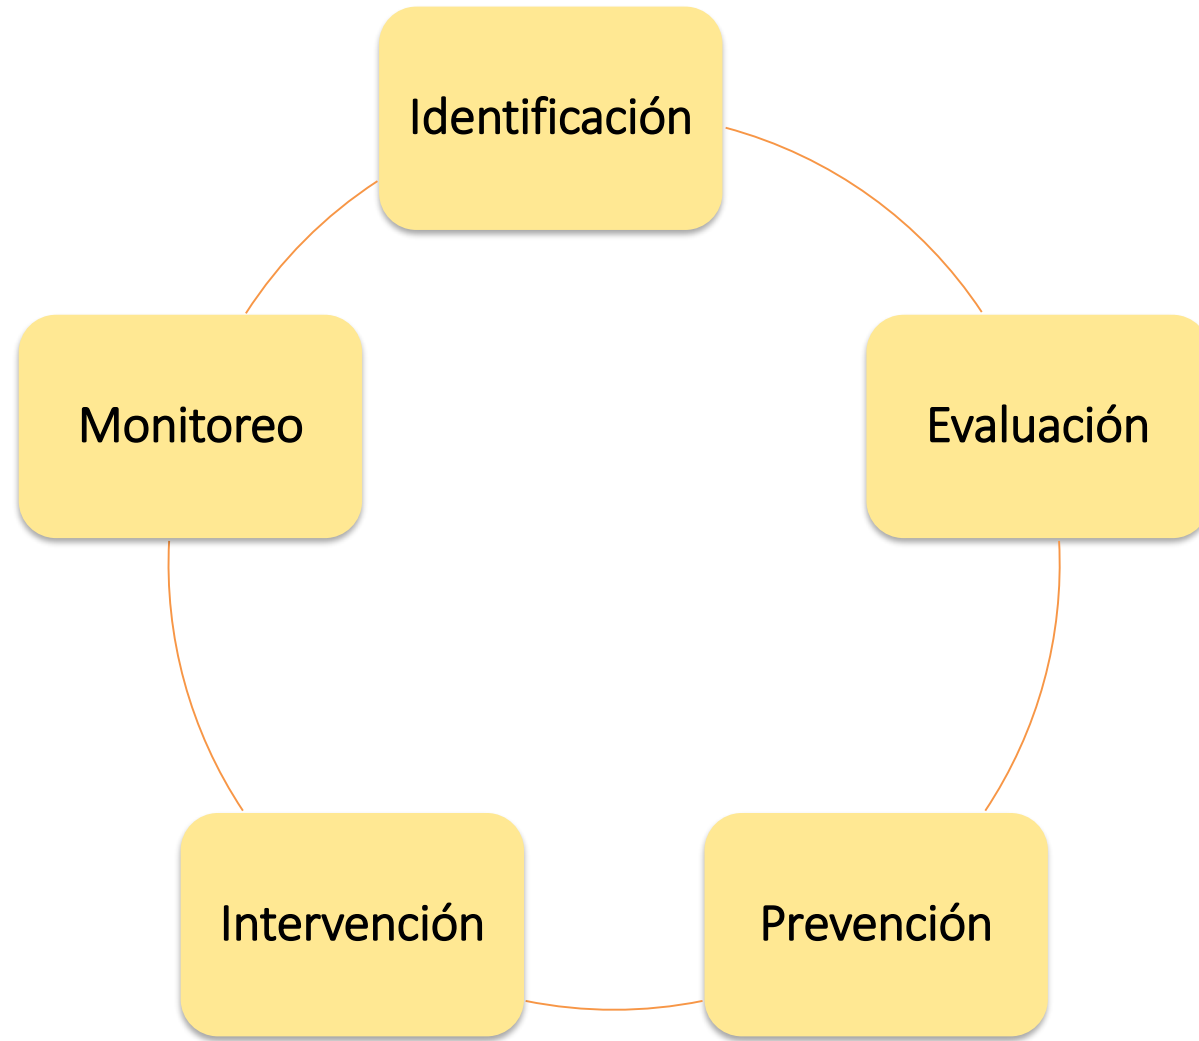 Identificación
Monitoreo
Evaluación
Intervención
Prevención